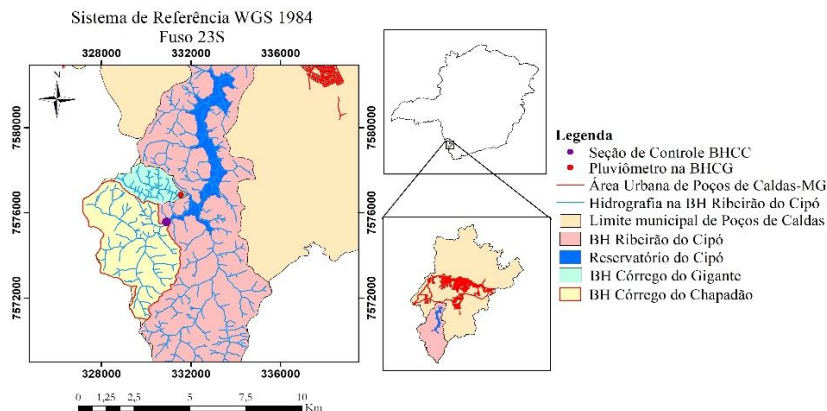 Sistema de Referência WGS 1984
Fuso 23S
328000 332000 336000
N
7580000 7580000
7576000 7576000
7572000 7572000
328000 332000 336000
0 1,25 2,5 5 7,5 10
Km
Legenda
Seção de Controle BHCC
Pluviômetro na BHCG
Área Urbana de Poços de Caldas-MG
Hidrografia na BH Ribeirão do Cipó
Limite municipal de Poços de Caldas
BH Ribeirão do Cipó
Reservatório do Cipó
BH Córrego do Gigante
BH Córrego do Chapadão